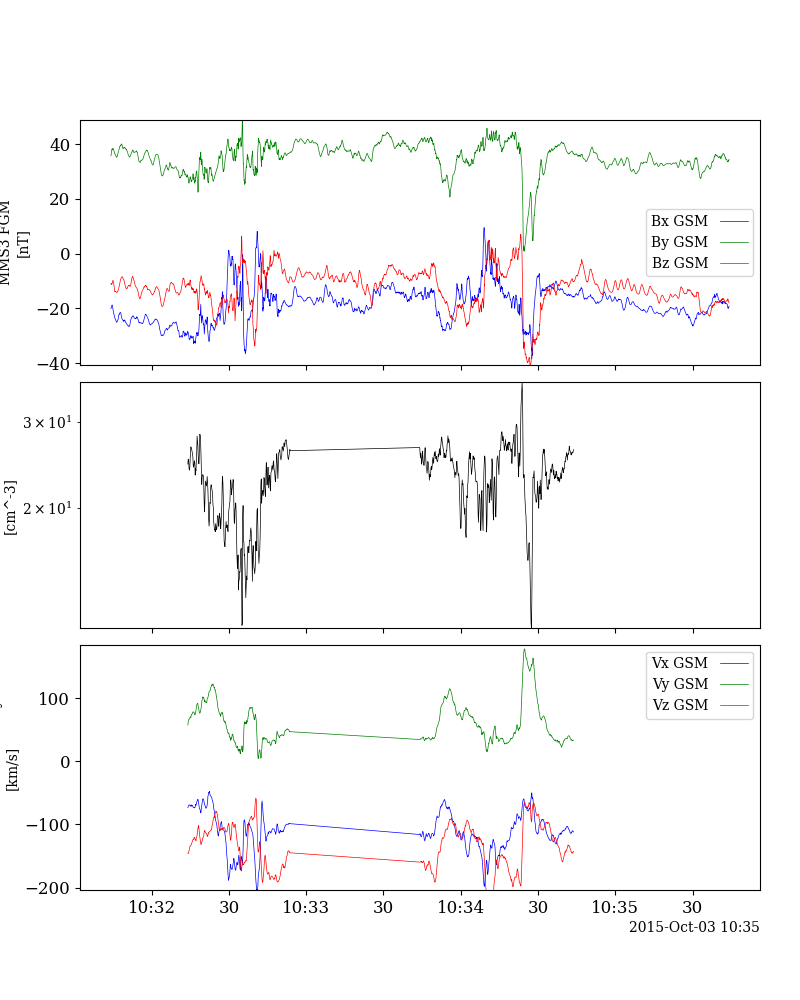 40
20
0
−20
−40
MMS3 FGM
[nT]
Bx GSM
By GSM
Bz GSM
3 × 10¹
2 × 10¹
[cm^-3]
100
0
−100
−200
[km/s]
Vx GSM
Vy GSM
Vz GSM
10:32 30 10:33 30 10:34 30 10:35 30
2015-Oct-03 10:35